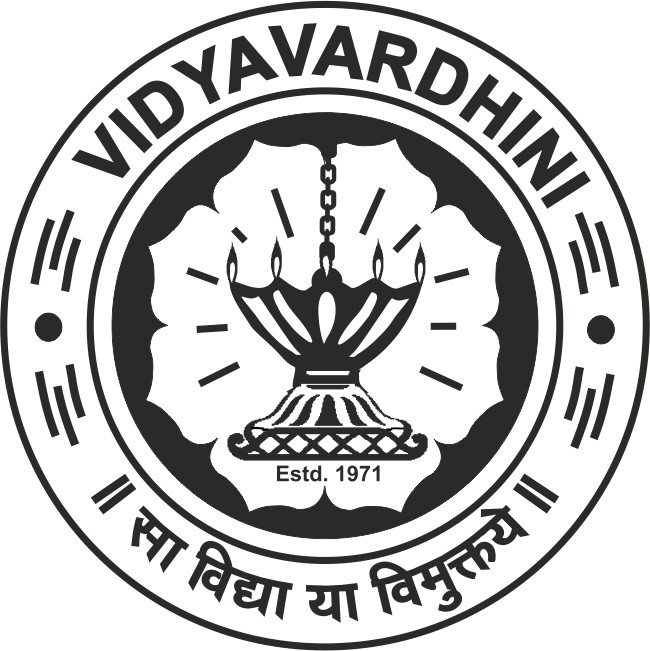 VIDYAVARDHINI
Estd. 1971
॥ सा विद्या या विमुक्तये ॥